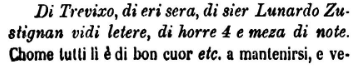 Di Trevixo, di eri sera, di sier Lunardo Zu-
stignan vidi letere, di horre 4 e meza di note.
Chome tutti lì è di bon cuor etc. a mantenirsi, e ve-